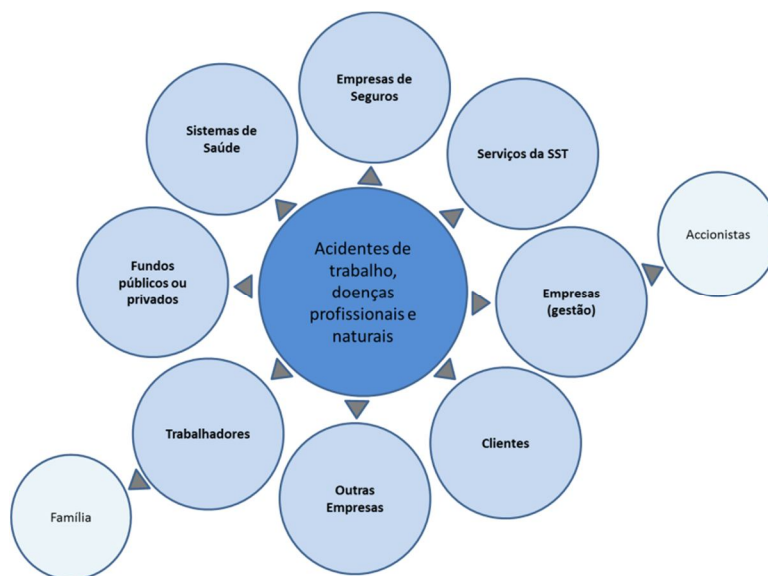 Empresas de
Seguros
Sistemas de
Saúde
Serviços da SST
Accionistas
Acidentes de
trabalho,
doenças
profissionais e
naturais
Fundos
públicos ou
privados
Empresas
(gestão)
Trabalhadores
Clientes
Outras
Empresas
Família